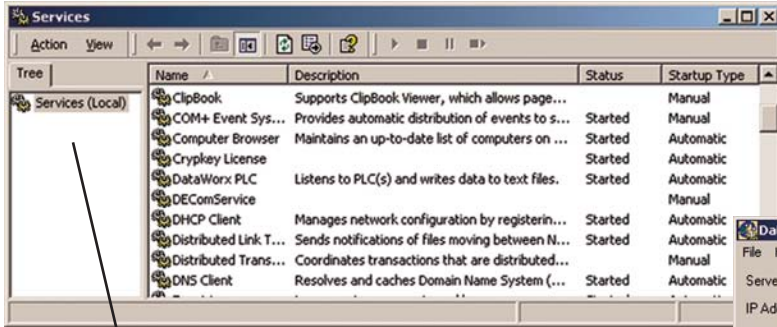 Services
Action View
Tree
Name Description Status Startup Type
Services (Local)
ClipBook Supports ClipBook Viewer, which allows page... Manual
COM+ Event Sys... Provides automatic distribution of events to s... Started Manual
Computer Browser Maintains an up-to-date list of computers on ... Started Automatic
Crypkey License Started Automatic
DataWorx PLC Listens to PLC(s) and writes data to text files. Started Automatic
DEComService Manual
DHCP Client Manages network configuration by registerin... Started Automatic
Distributed Link T... Sends notifications of files moving between N... Started Automatic
Distributed Trans... Coordinates transactions that are distributed... Manual
DNS Client Resolves and caches Domain Name System (... Started Automatic
Da
File
Serve
IP Ad